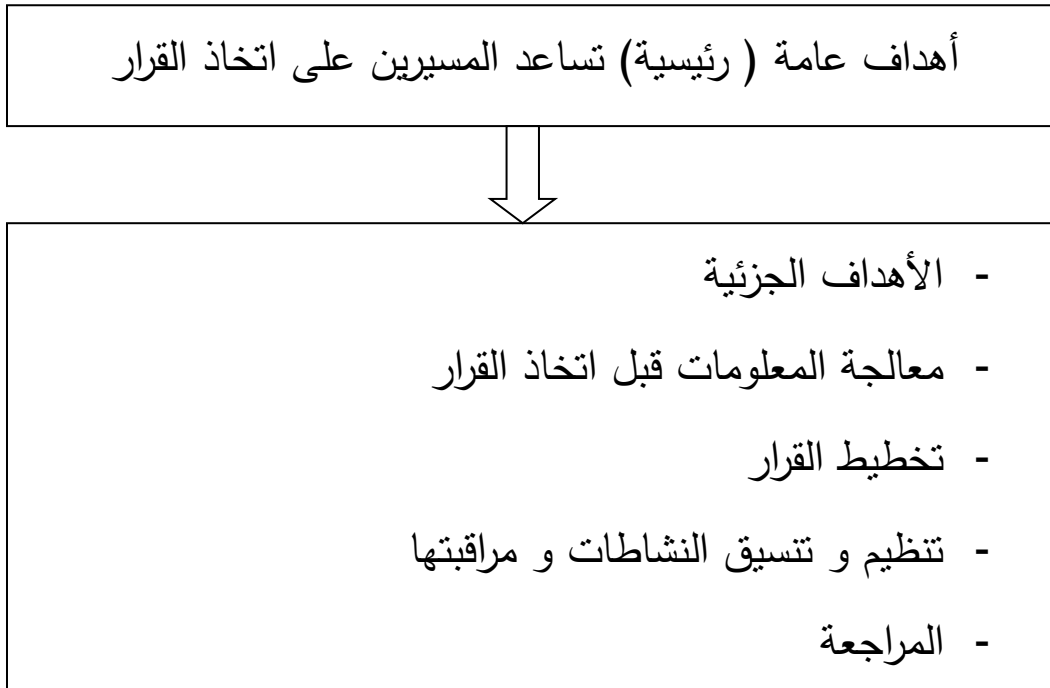 أهداف عامة ( رئيسية) تساعد المسيرين على اتخاذ القرار
- الأهداف الجزئية
- معالجة المعلومات قبل اتخاذ القرار
- تخطيط القرار
- تنظيم و تنسيق النشاطات و مراقبتها
- المراجعة